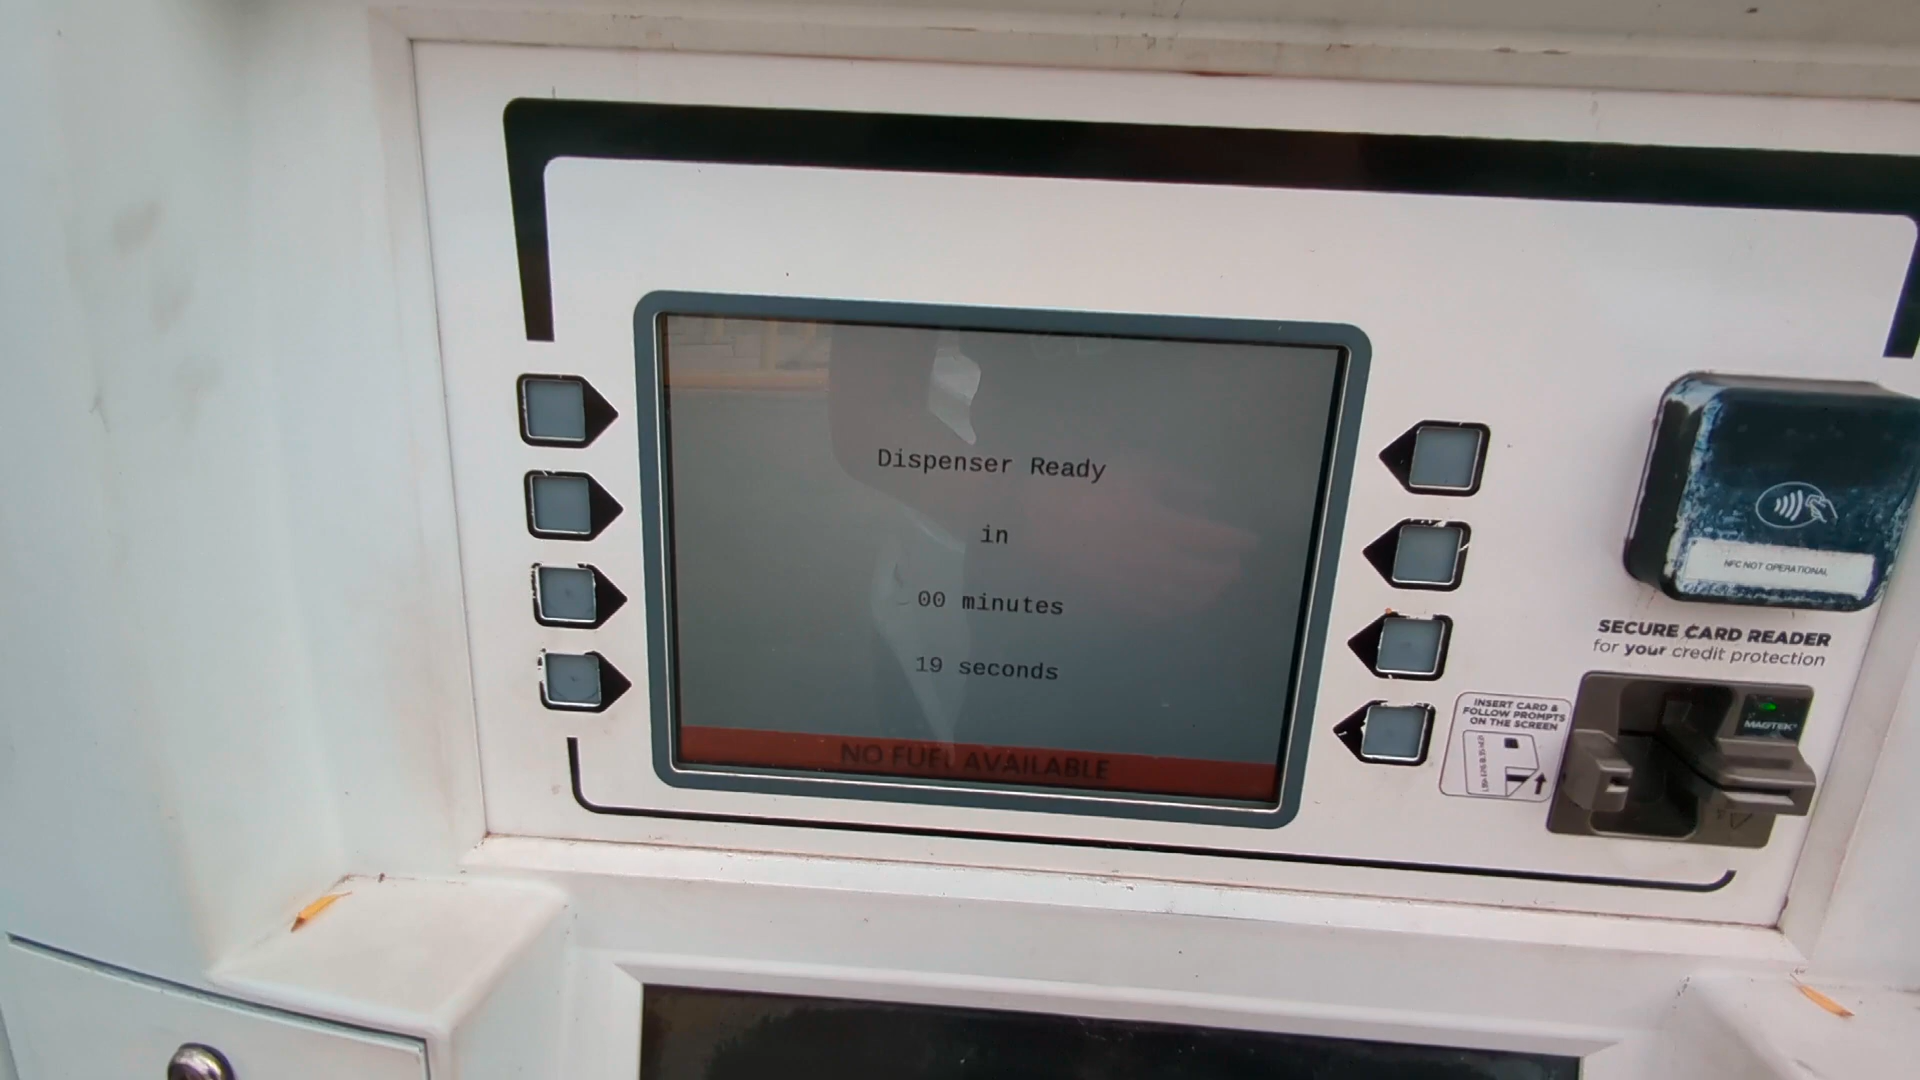 Dispenser Ready
in
00 minutes
19 seconds
NO FUEL AVAILABLE
NFC NOT OPERATIONAL
SECURE CARD READER
for your credit protection
INSERT CARD &
FOLLOW PROMPTS
ON THE SCREEN
MAGTEK